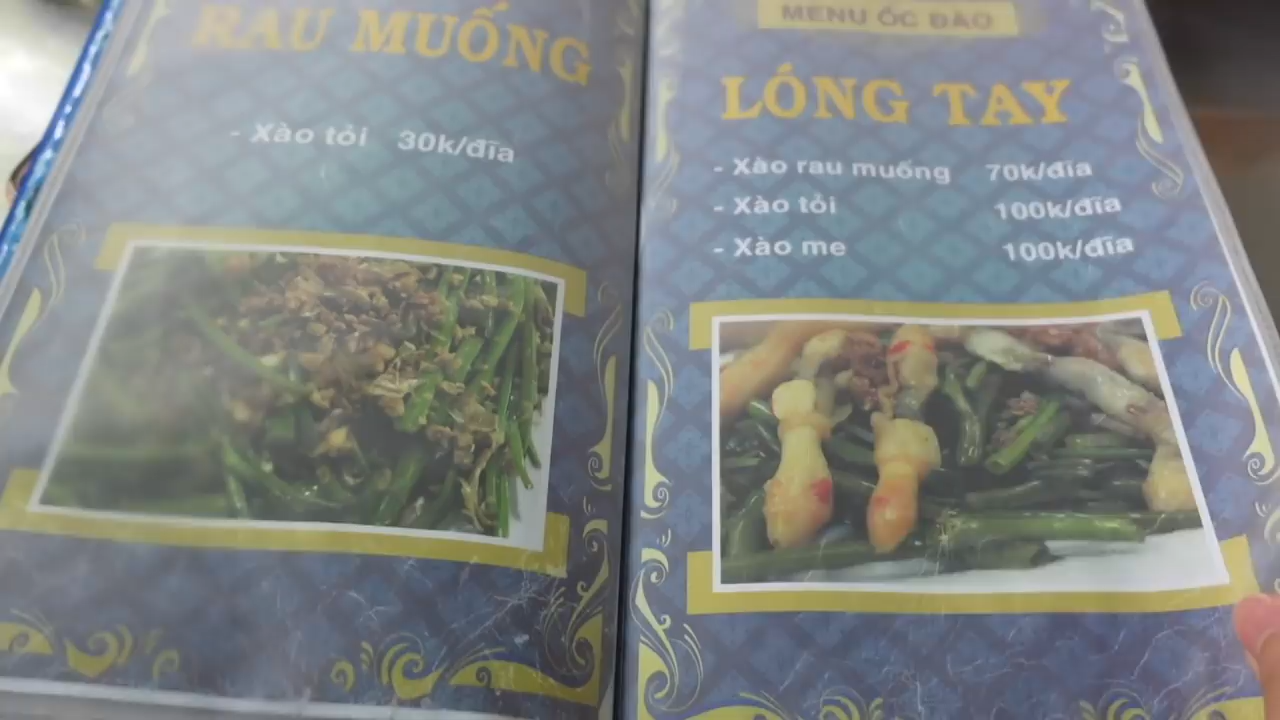 RAU MUỐNG
- Xào tỏi 30k/đĩa
MENU ỐC ĐÀO
LÓNG TAY
- Xào rau muống 70k/đĩa
- Xào tỏi 100k/đĩa
- Xào me 100k/đĩa